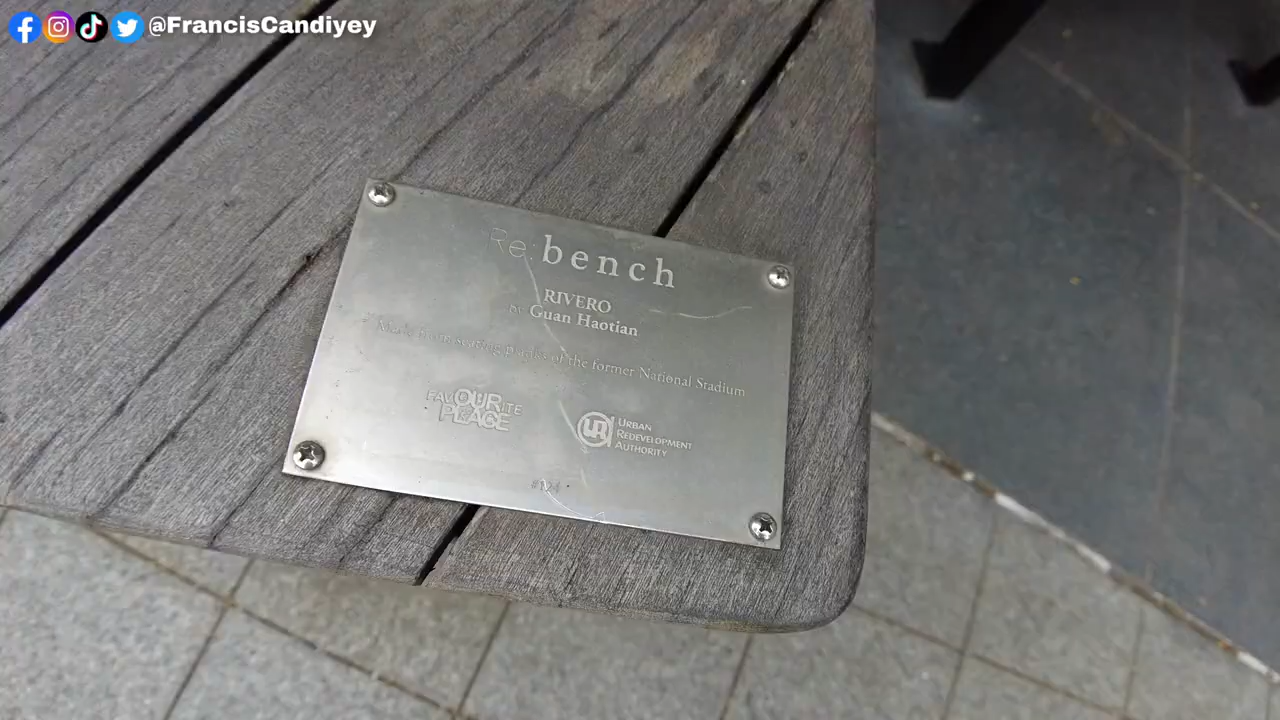 @FrancisCandiyey
Re:bench
RIVERO
by Guan Haotian
Made from seating planks of the former National Stadium
FAVOURITE
PLACE
URBAN
REDEVELOPMENT
AUTHORITY